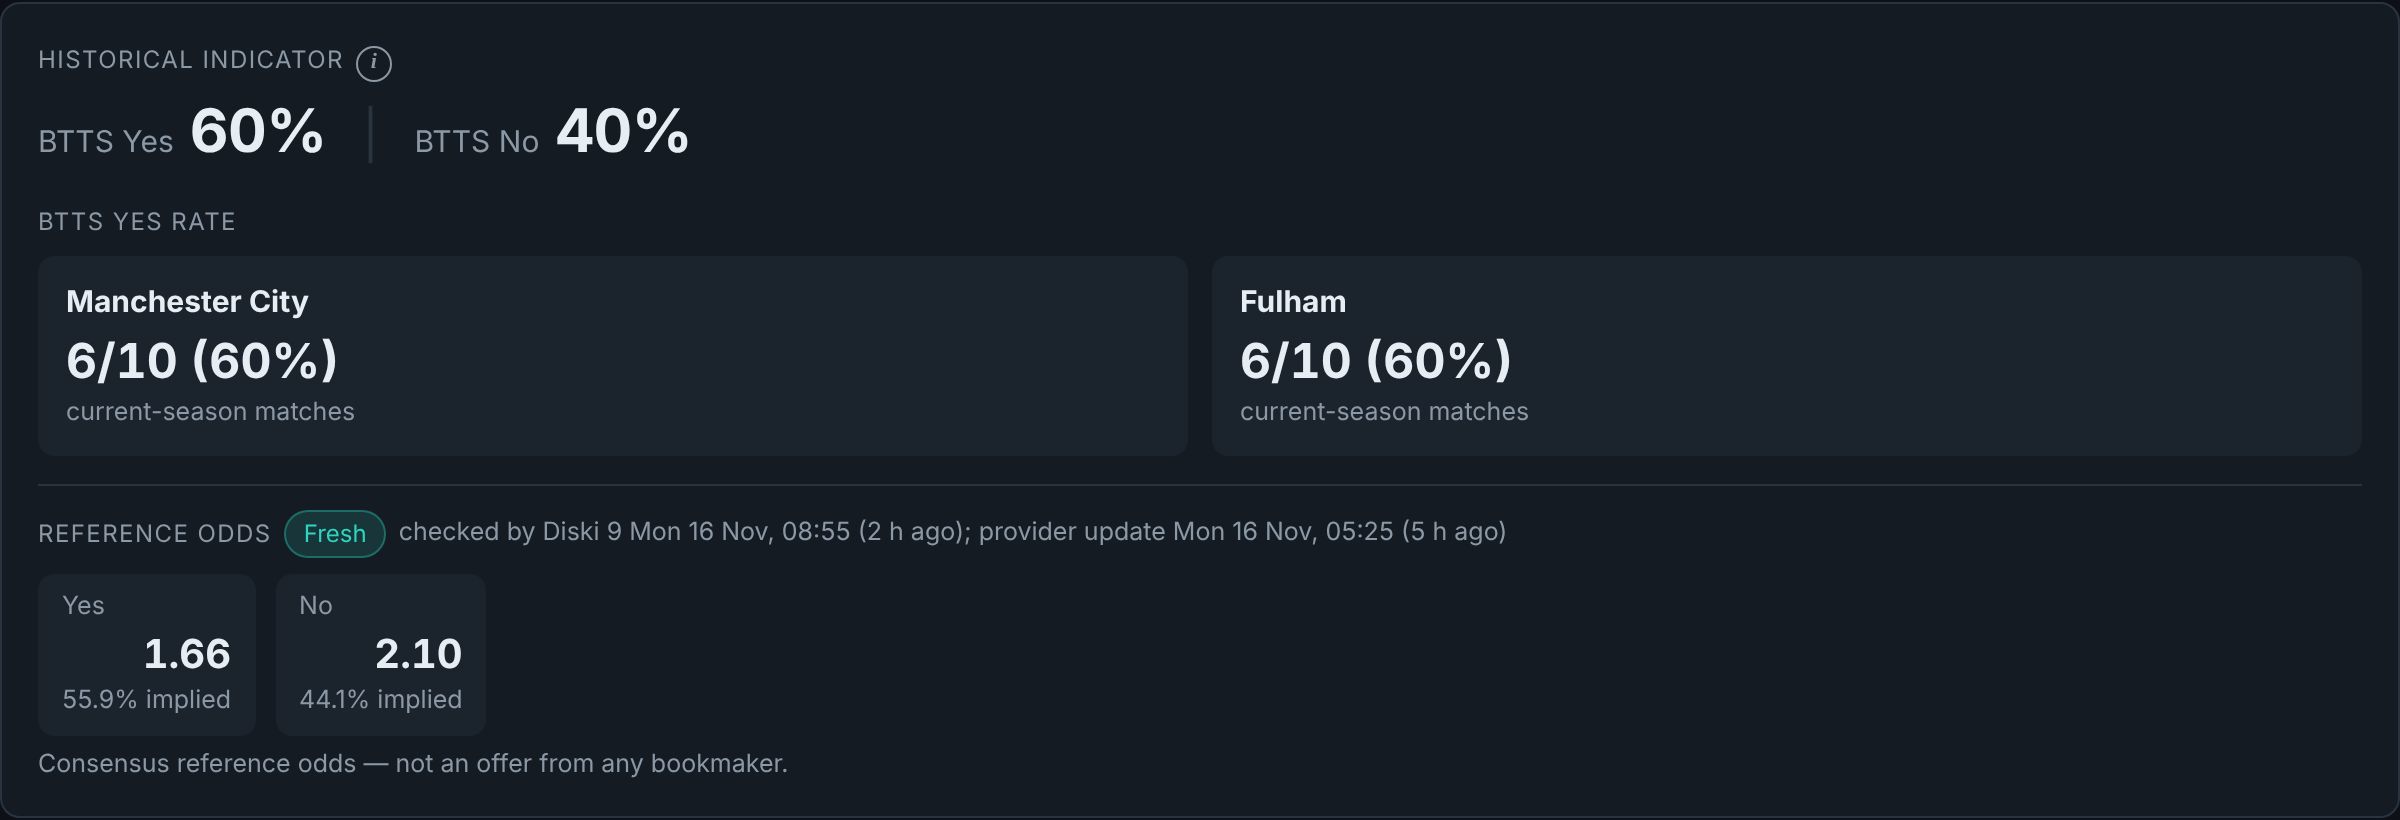 HISTORICAL INDICATOR i
BTTS Yes 60% BTTS No 40%
BTTS YES RATE
Manchester City
6/10 (60%)
current-season matches
Fulham
6/10 (60%)
current-season matches
REFERENCE ODDS Fresh checked by Diski 9 Mon 16 Nov, 08:55 (2 h ago); provider update Mon 16 Nov, 05:25 (5 h ago)
Yes
1.66
55.9% implied
No
2.10
44.1% implied
Consensus reference odds — not an offer from any bookmaker.